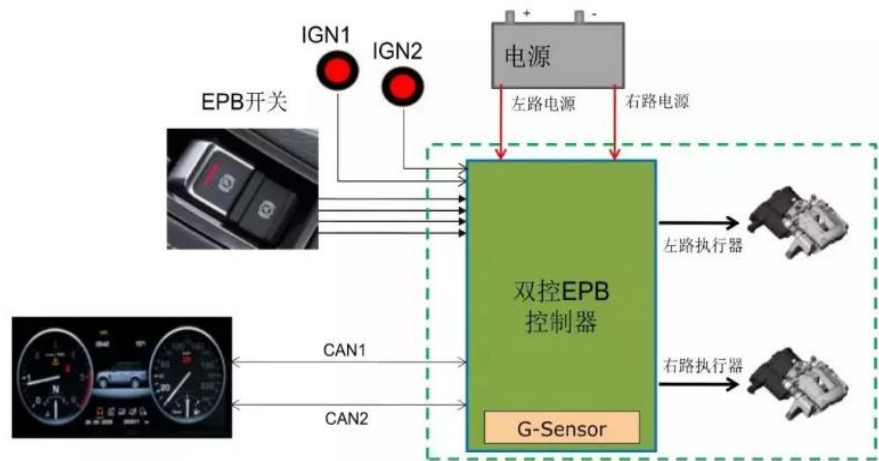 IGN1
IGN2
+ -
电源
左路电源
右路电源
EPB开关
左路执行器
双控EPB
控制器
右路执行器
CAN1
CAN2
G-Sensor
N